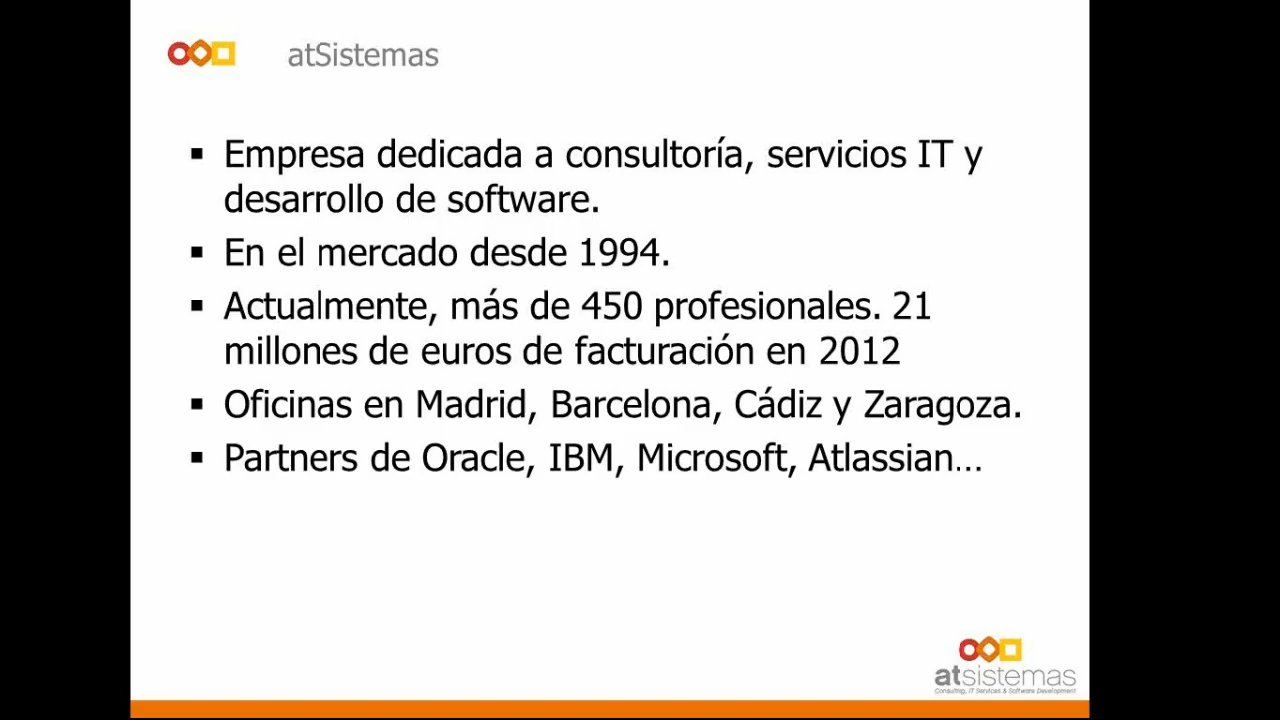 atSistemas
▪ Empresa dedicada a consultoría, servicios IT y
desarrollo de software.
▪ En el mercado desde 1994.
▪ Actualmente, más de 450 profesionales. 21
millones de euros de facturación en 2012
▪ Oficinas en Madrid, Barcelona, Cádiz y Zaragoza.
▪ Partners de Oracle, IBM, Microsoft, Atlassian...
atsistemas
Consulting, IT Services & Software Development